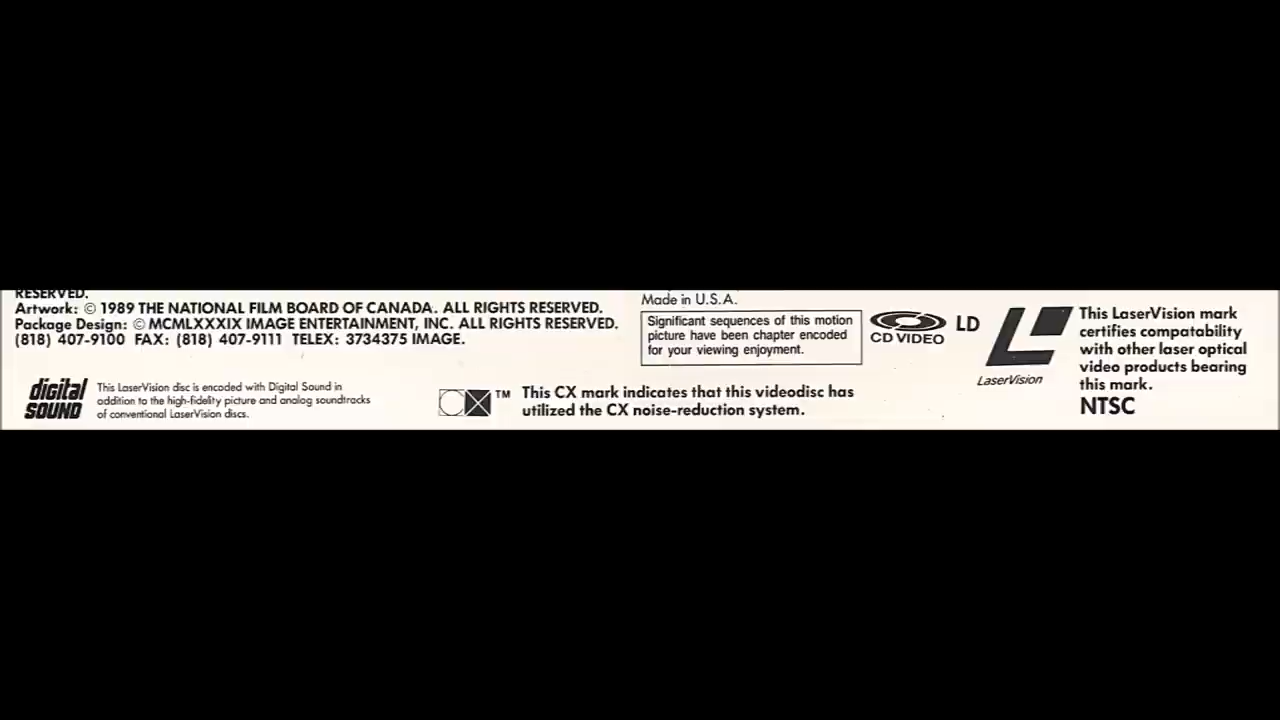 RESERVED.
Artwork: © 1989 THE NATIONAL FILM BOARD OF CANADA. ALL RIGHTS RESERVED.
Package Design: © MCMLXXXIX IMAGE ENTERTAINMENT, INC. ALL RIGHTS RESERVED.
(818) 407-9100 FAX: (818) 407-9111 TELEX: 3734375 IMAGE.
digital
SOUND
This LaserVision disc is encoded with Digital Sound in
addition to the high-fidelity picture and analog soundtracks
of conventional LaserVision discs.
TM
This CX mark indicates that this videodisc has
utilized the CX noise-reduction system.
Made in U.S.A.
Significant sequences of this motion
picture have been chapter encoded
for your viewing enjoyment.
CD VIDEO
LD
LaserVision
This LaserVision mark
certifies compatability
with other laser optical
video products bearing
this mark.
NTSC